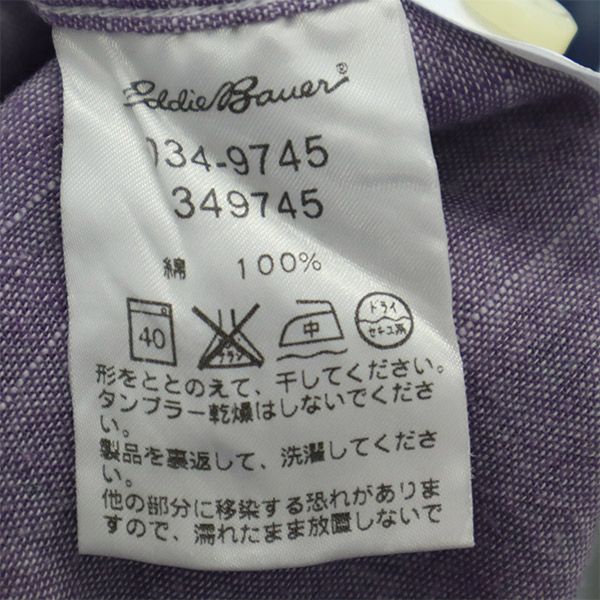 Eddie Bauer®
034-9745
349745
綿 100%
40 中 ドライ
セキユ系
形をととのえて、干してください。
タンブラー乾燥はしないでくださ
い。
製品を裏返して、洗濯してくださ
い。
他の部分に移染する恐れがありま
すので、濡れたまま放置しないで